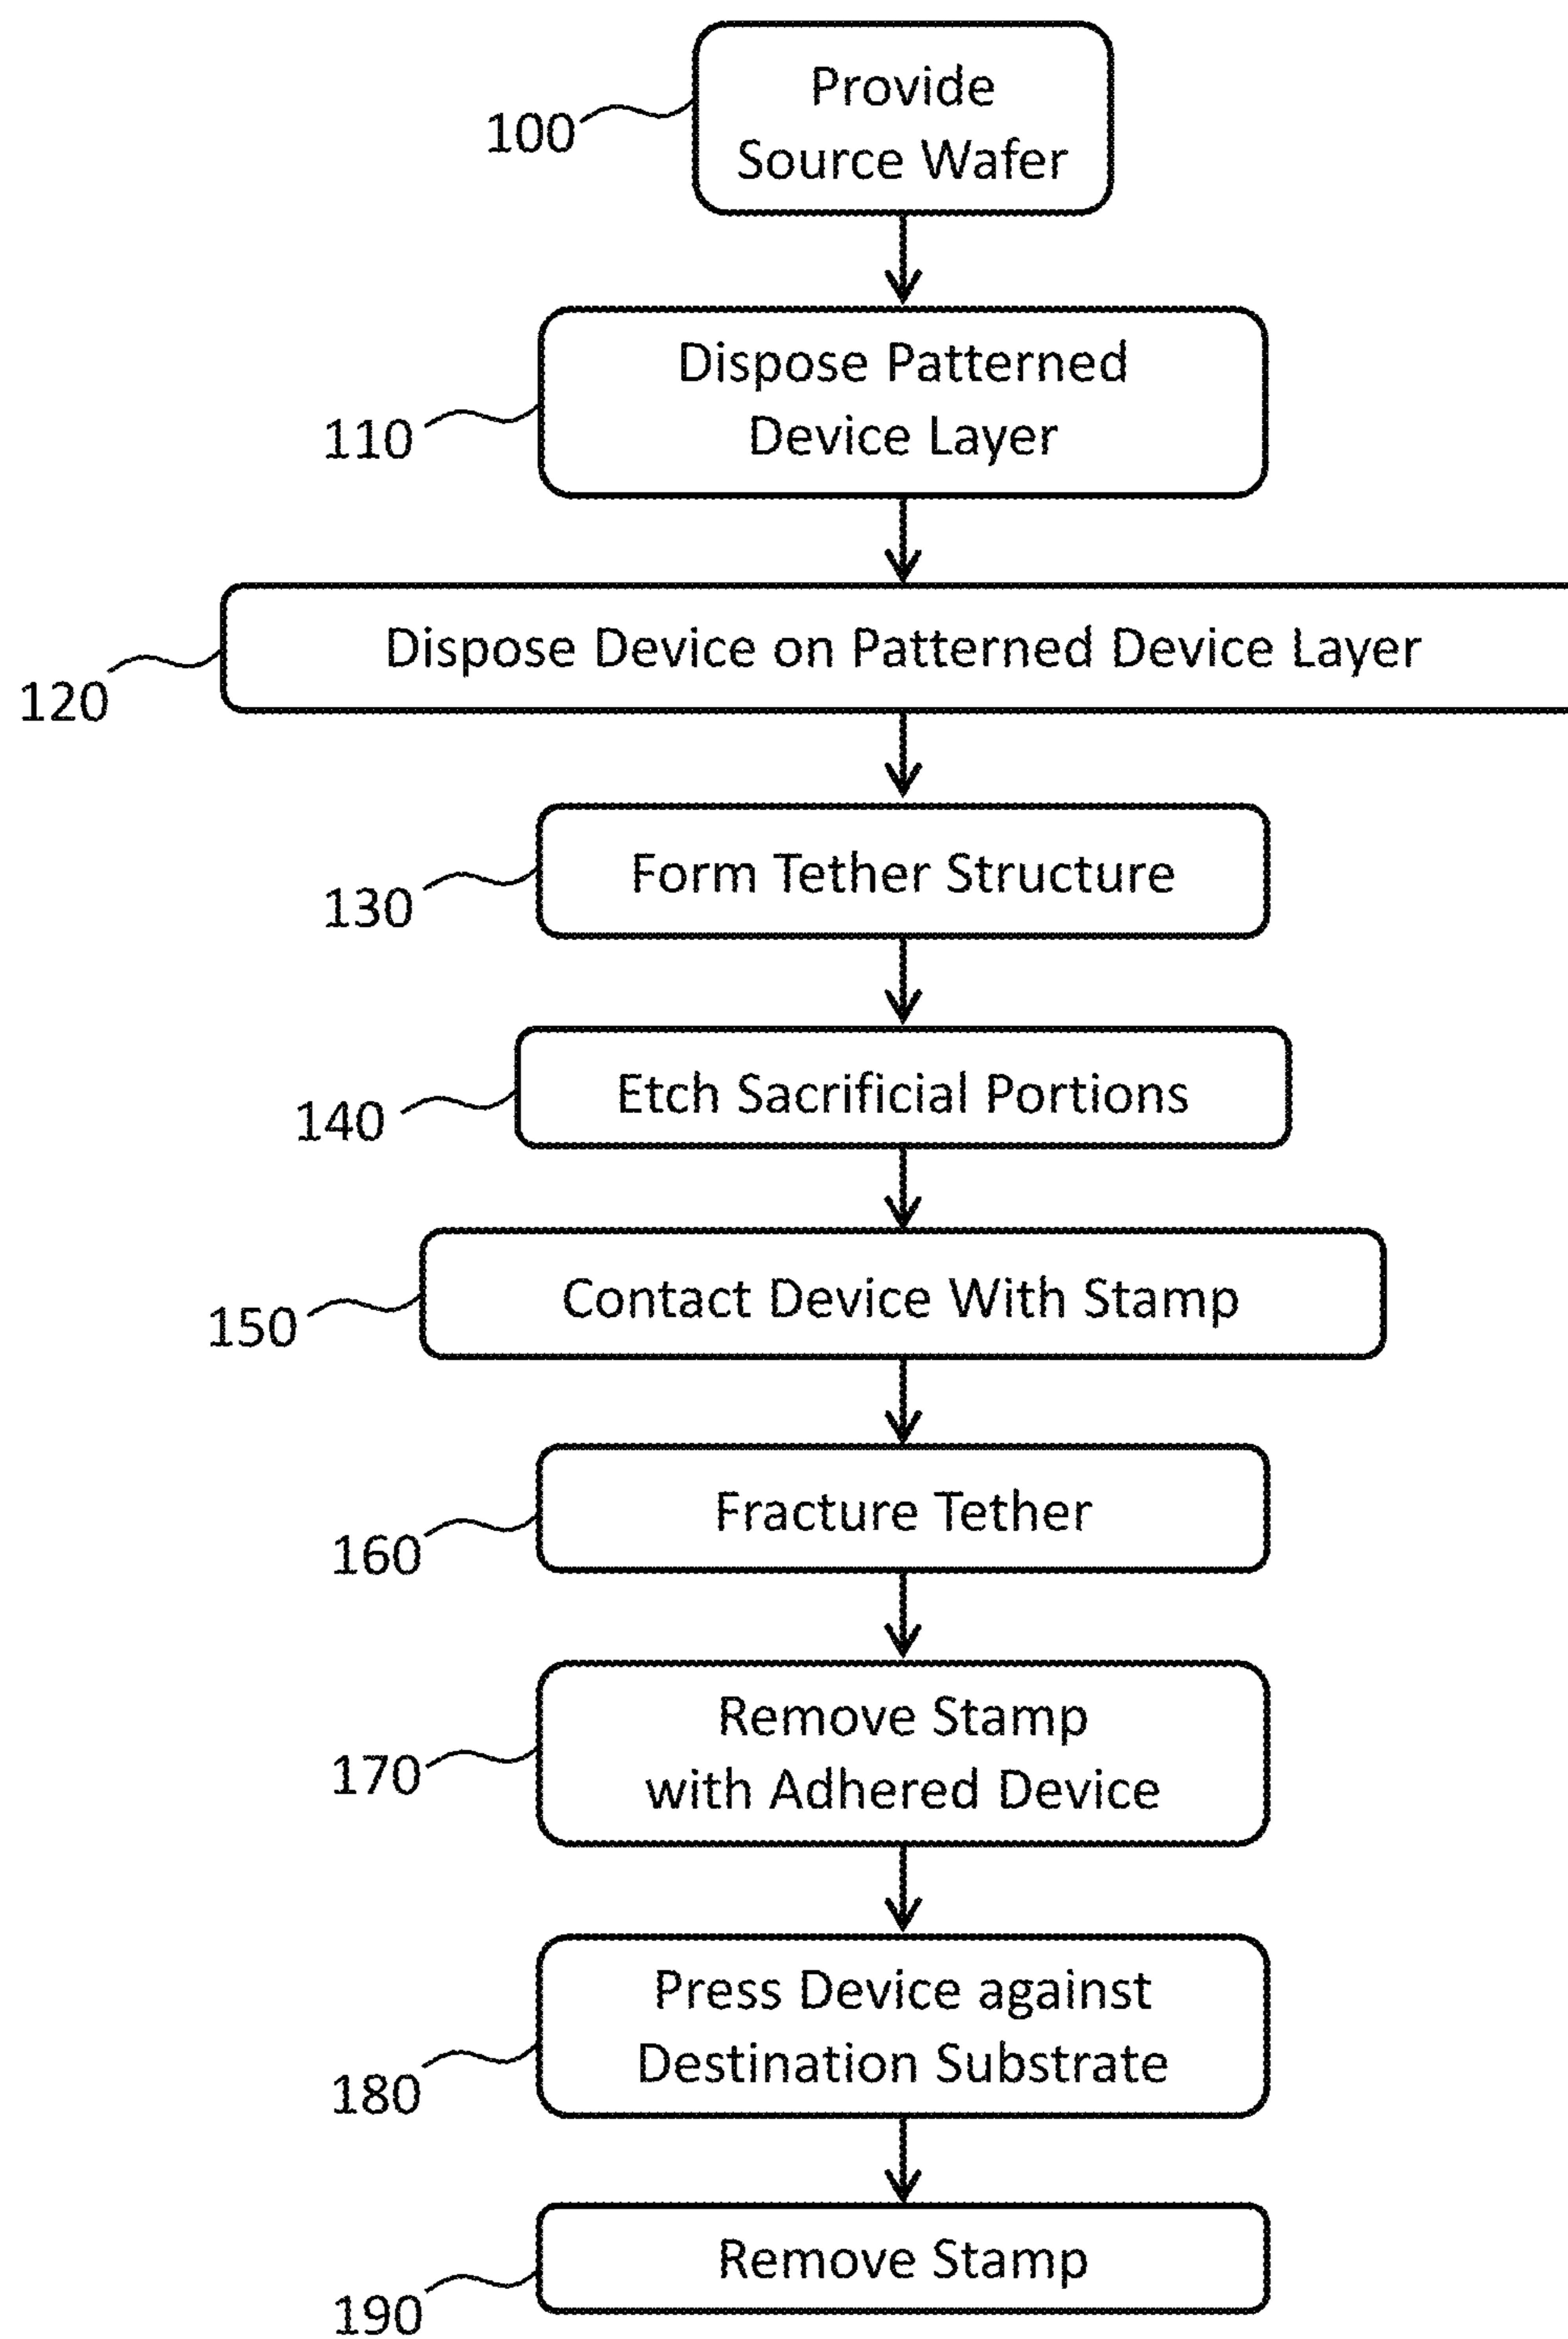 Provide
100
Source Wafer
Dispose Patterned
110
Device Layer
Dispose Device on Patterned Device Layer
120
Form Tether Structure
130
Etch Sacrificial Portions
140
Contact Device With Stamp
150
Fracture Tether
160
Remove Stamp
170
with Adhered Device
Press Device against
Destination Substrate
180
Remove Stamp
190